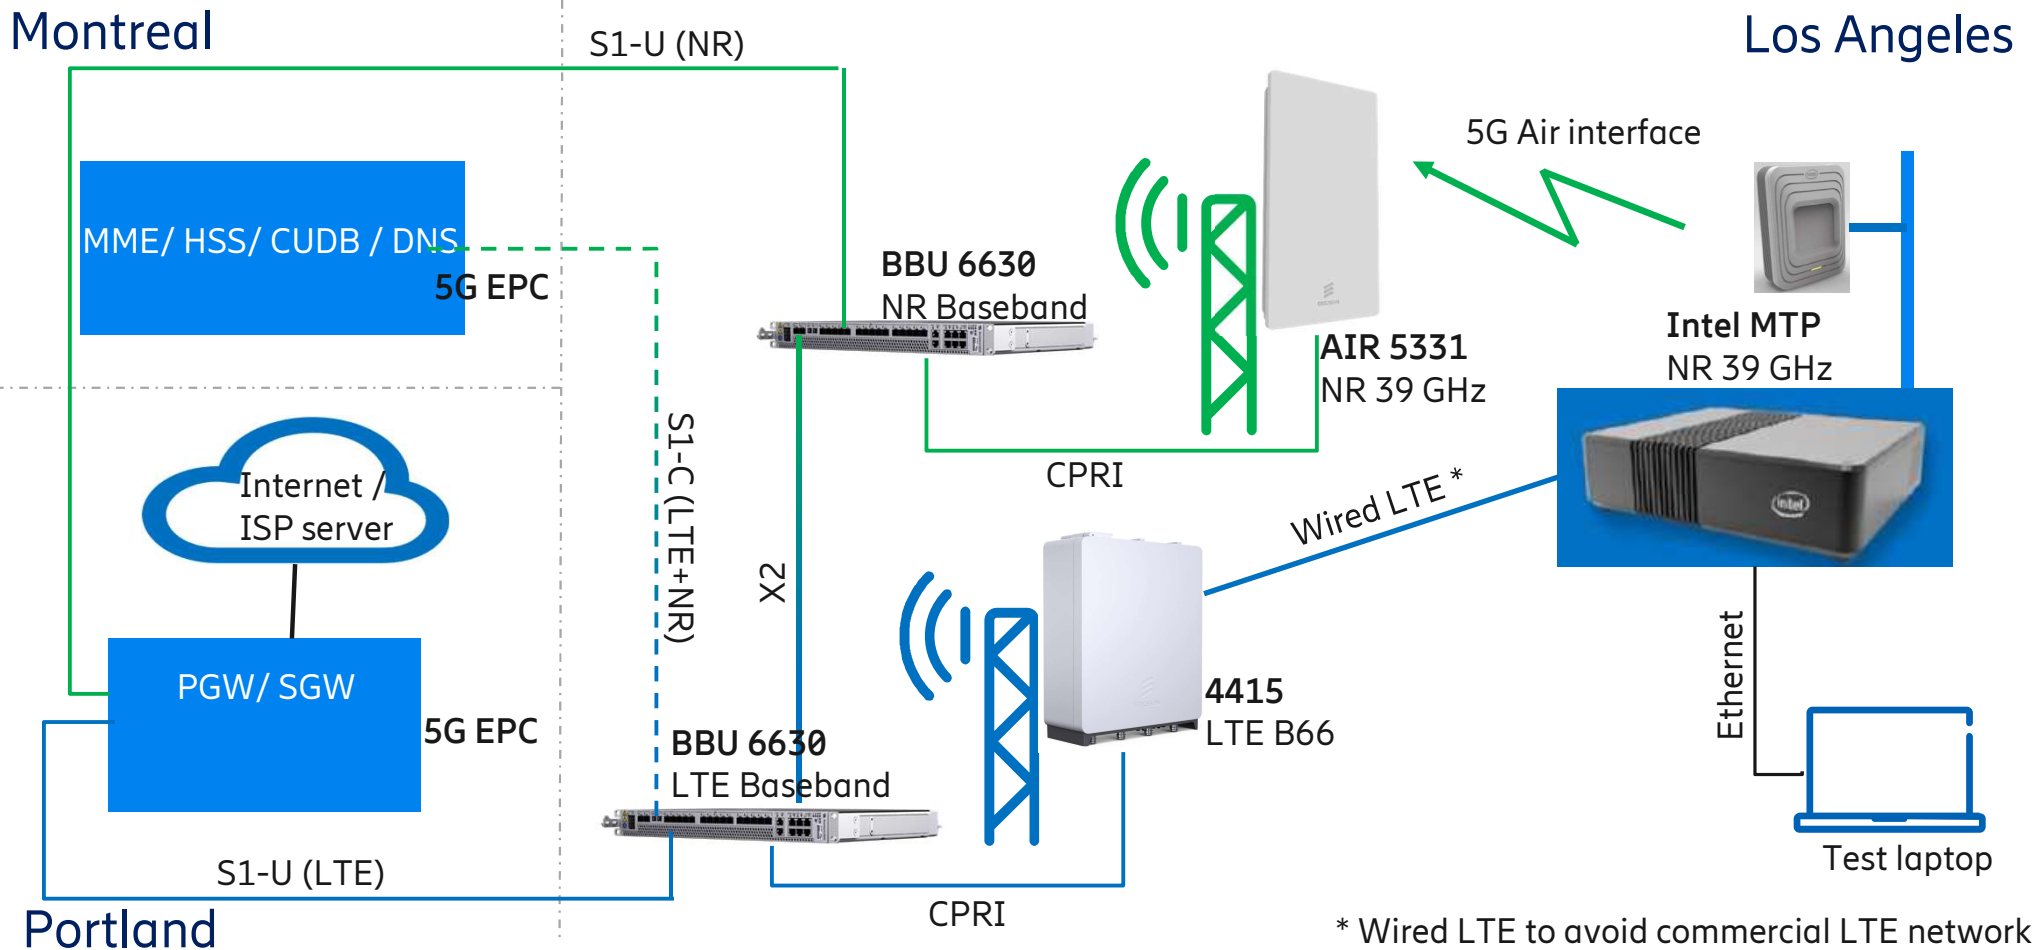 Montreal
S1-U (NR)
Los Angeles
5G Air interface
MME/ HSS/ CUDB / DNS
5G EPC
BBU 6630
NR Baseband
AIR 5331
NR 39 GHz
Intel MTP
NR 39 GHz
CPRI
S1-C (LTE+NR)
X2
Wired LTE *
Internet /
ISP server
intel
PGW/ SGW
5G EPC
4415
LTE B66
BBU 6630
LTE Baseband
Ethernet
Test laptop
S1-U (LTE)
CPRI
Portland
* Wired LTE to avoid commercial LTE network